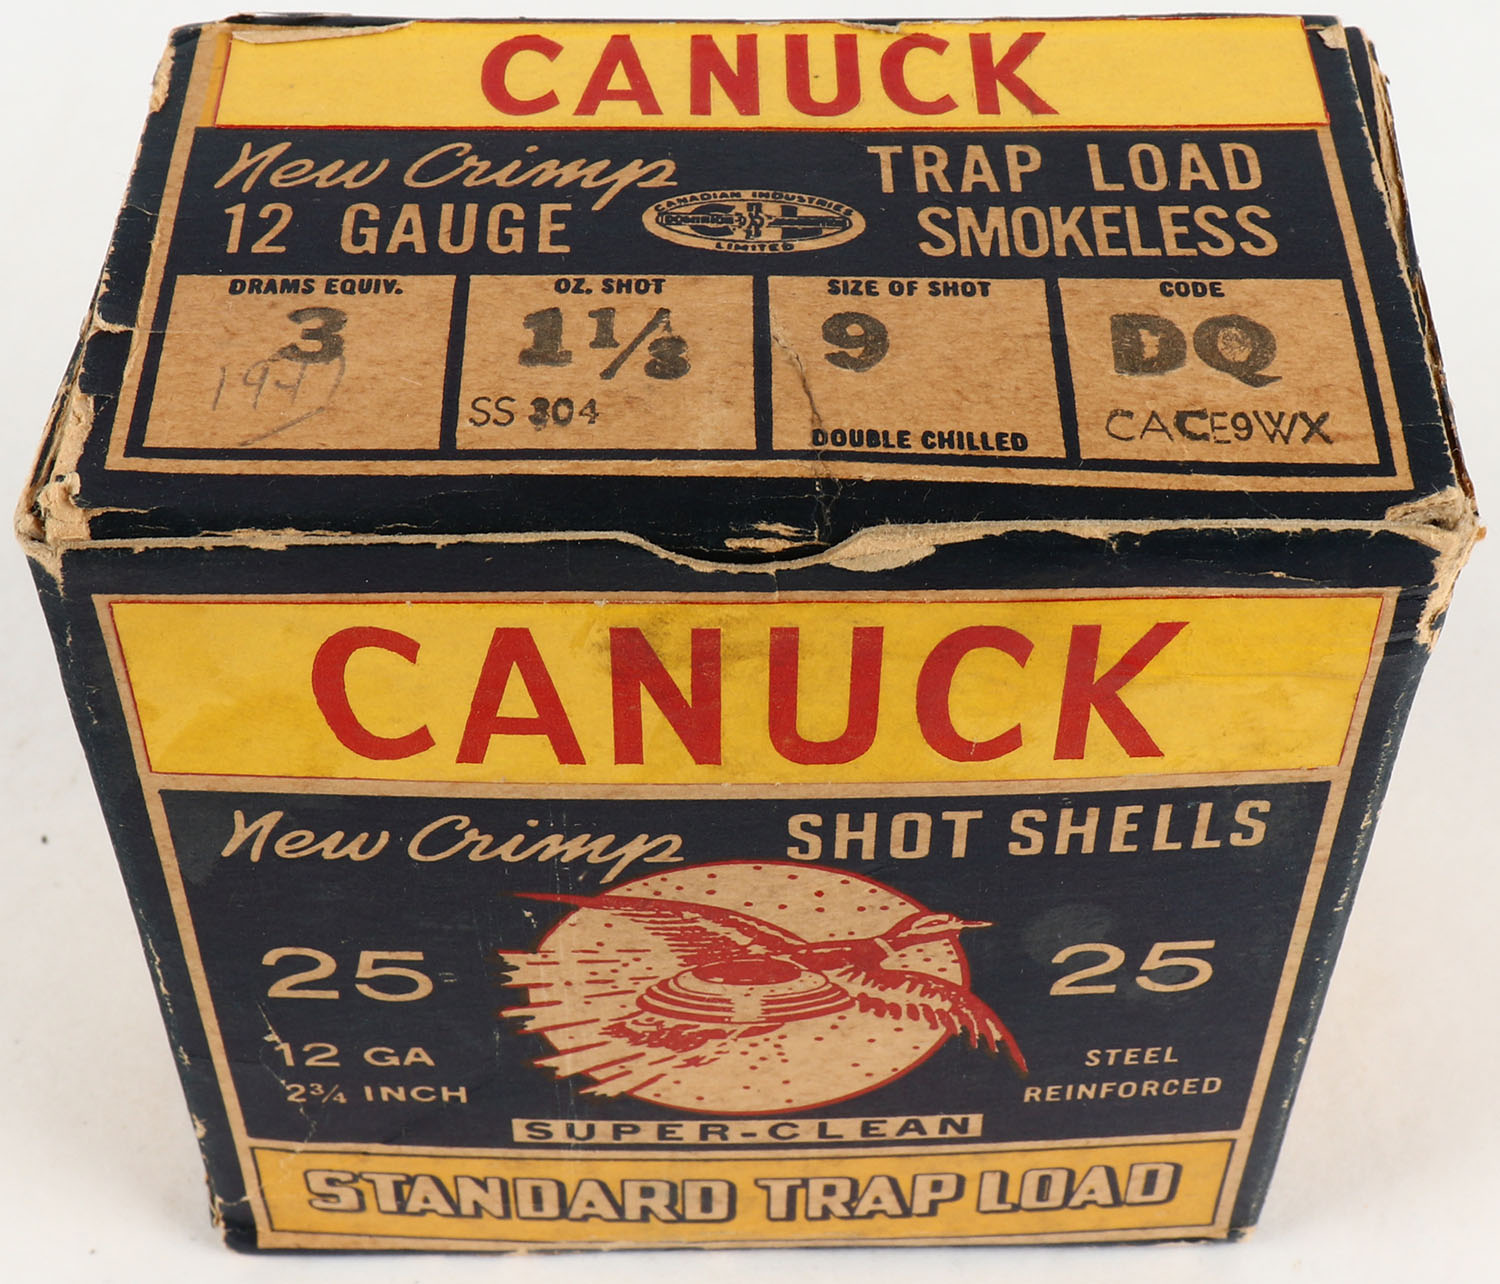 CANUCK
New Crimp
12 GAUGE
CANADIAN INDUSTRIES
LIMITED
TRAP LOAD
SMOKELESS
DRAMS EQUIV.
3
OZ. SHOT
1 1/8
SS 304
SIZE OF SHOT
9
DOUBLE CHILLED
CODE
DQ
CACE9WX
CANUCK
New Crimp
SHOT SHELLS
25
25
12 GA
2 3/4 INCH
STEEL
REINFORCED
SUPER-CLEAN
STANDARD TRAP LOAD